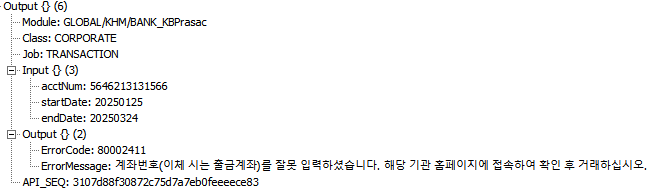 Output {} (6)
Module: GLOBAL/KHM/BANK_KBPrasac
Class: CORPORATE
Job: TRANSACTION
Input {} (3)
acctNum: 5646213131566
startDate: 20250125
endDate: 20250324
Output {} (2)
ErrorCode: 80002411
ErrorMessage: 계좌번호(이체 시는 출금계좌)를 잘못 입력하셨습니다. 해당 기관 홈페이지에 접속하여 확인 후 거래하십시오.
API_SEQ: 3107d88f30872c75d7a7eb0feeeece83